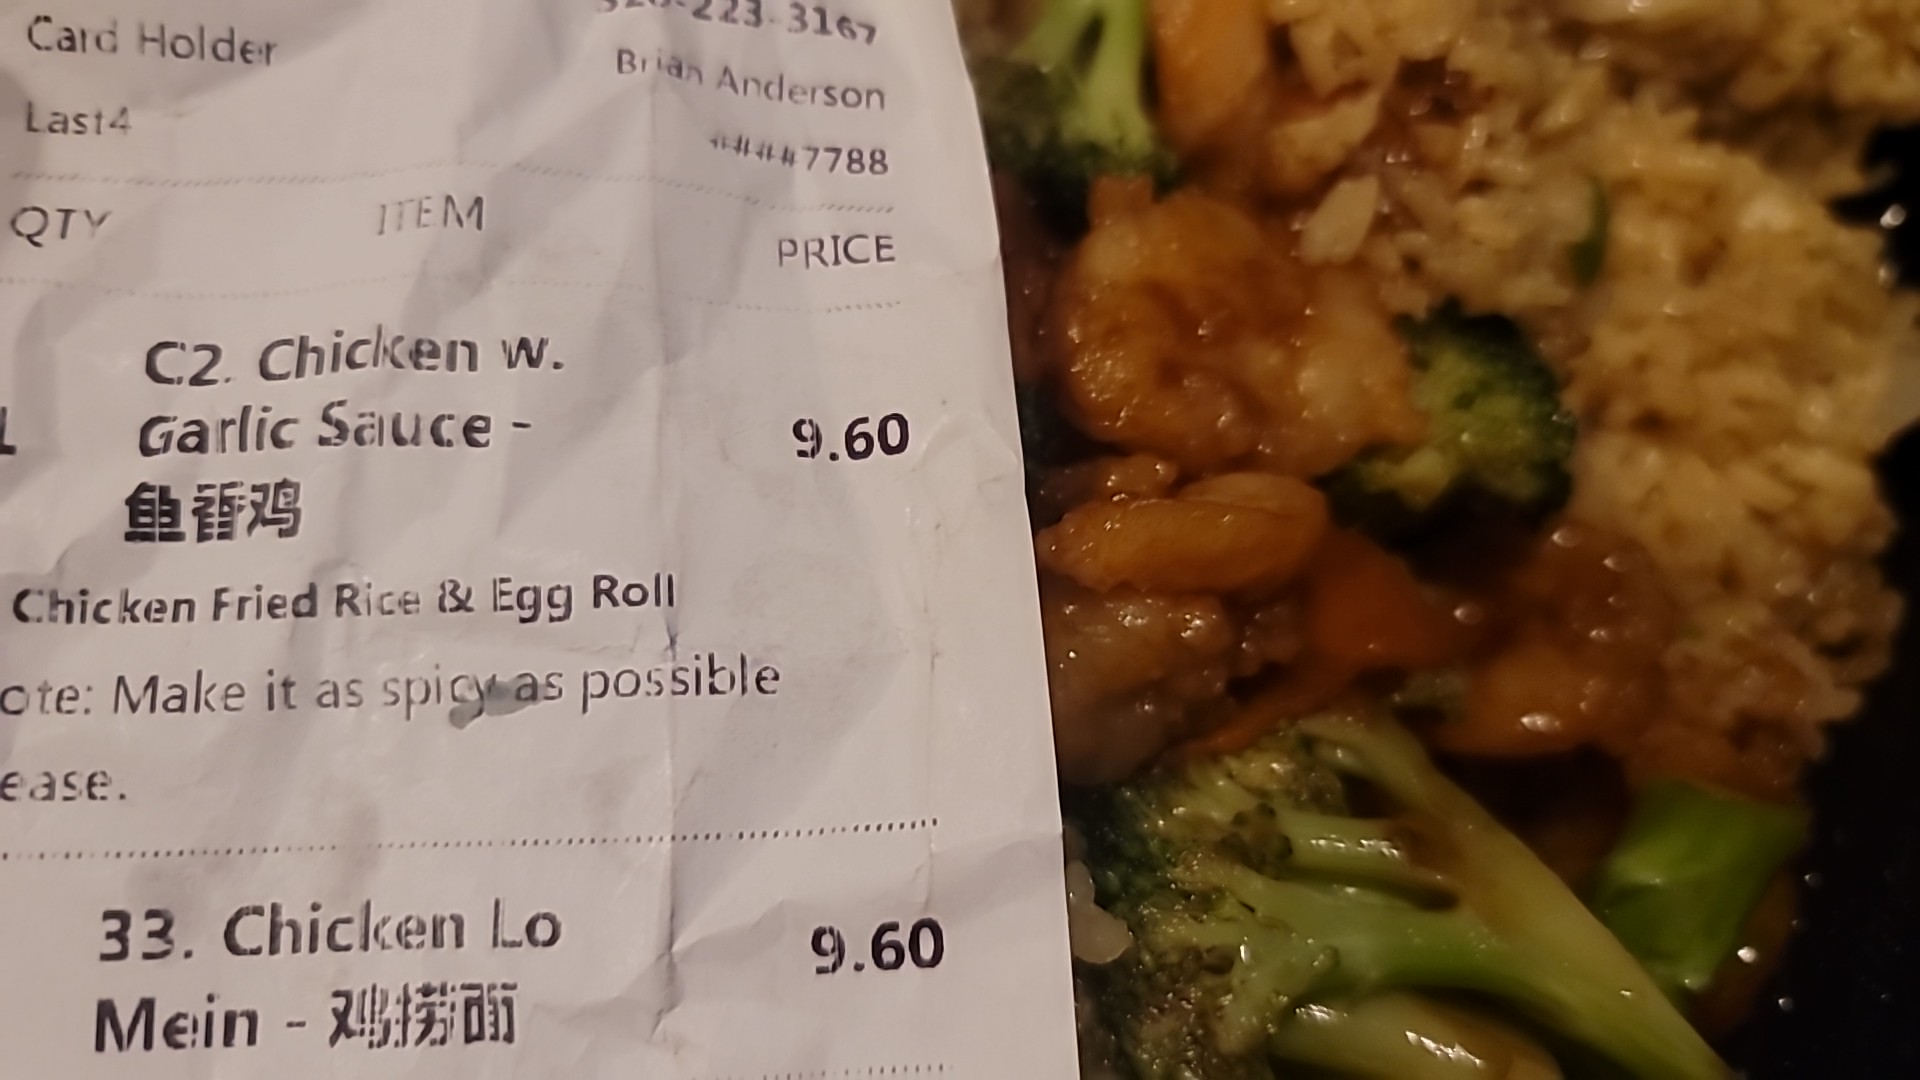 223-3167
Card Holder
Brian Anderson
Last4
####7788
QTY ITEM PRICE
C2. Chicken w.
Garlic Sauce - 9.60
鱼香鸡
Chicken Fried Rice & Egg Roll
ote: Make it as spicy as possible
ease.
33. Chicken Lo 9.60
Mein - 鸡捞面